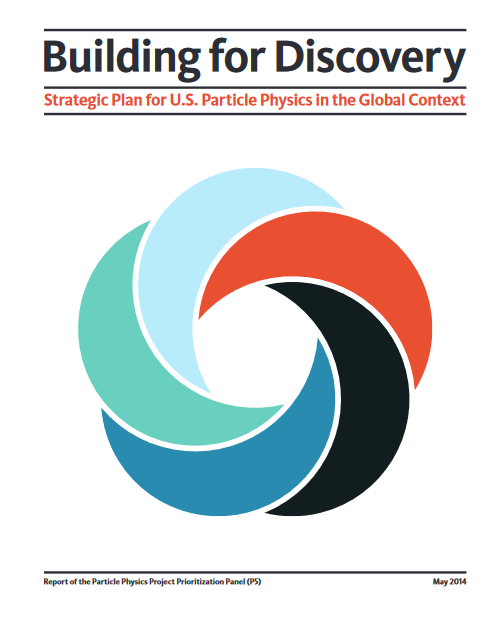 Building for Discovery
Strategic Plan for U.S. Particle Physics in the Global Context
Report of the Particle Physics Project Prioritization Panel (P5)
May 2014